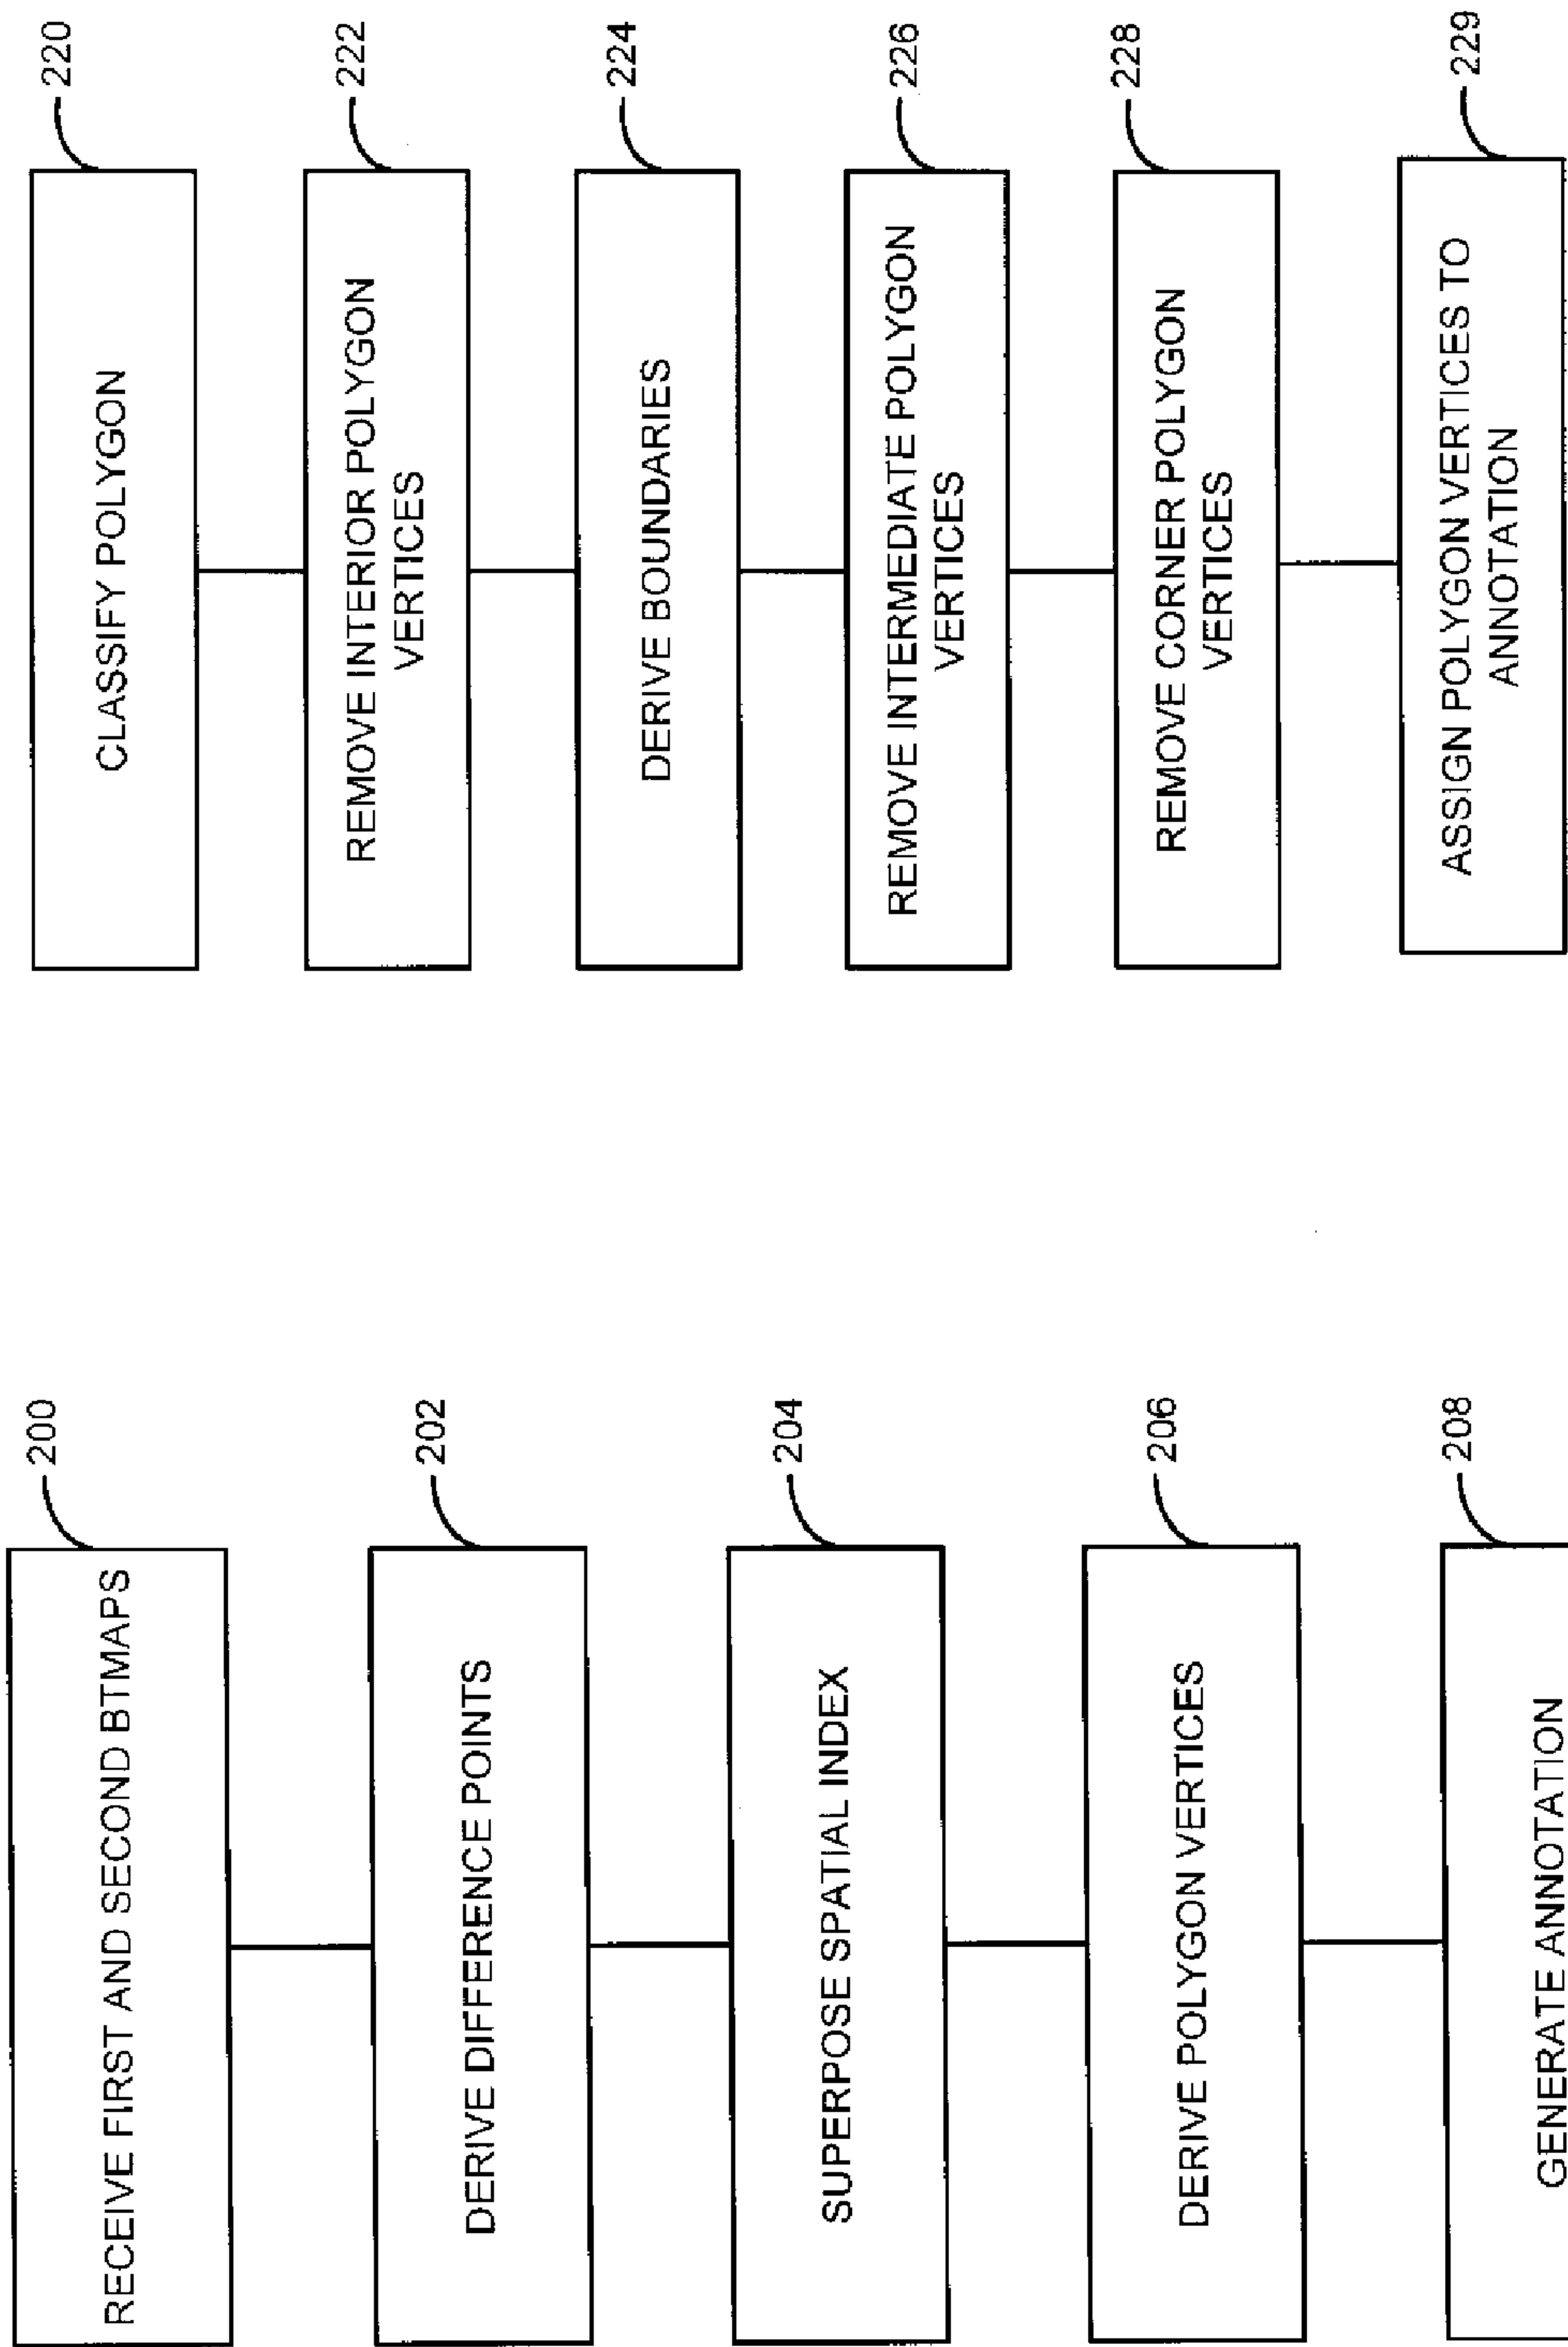 RECEIVE FIRST AND SECOND BTMAPS
200
DERIVE DIFFERENCE POINTS
202
SUPERPOSE SPATIAL INDEX
204
DERIVE POLYGON VERTICES
206
GENERATE ANNOTATION
208
CLASSIFY POLYGON
220
REMOVE INTERIOR POLYGON
VERTICES
222
DERIVE BOUNDARIES
224
REMOVE INTERMEDIATE POLYGON
VERTICES
226
REMOVE CORNER POLYGON
VERTICES
228
ASSIGN POLYGON VERTICES TO
ANNOTATION
229